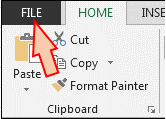 FILE HOME INSE
Cut
Copy
Paste
Format Painter
Clipboard